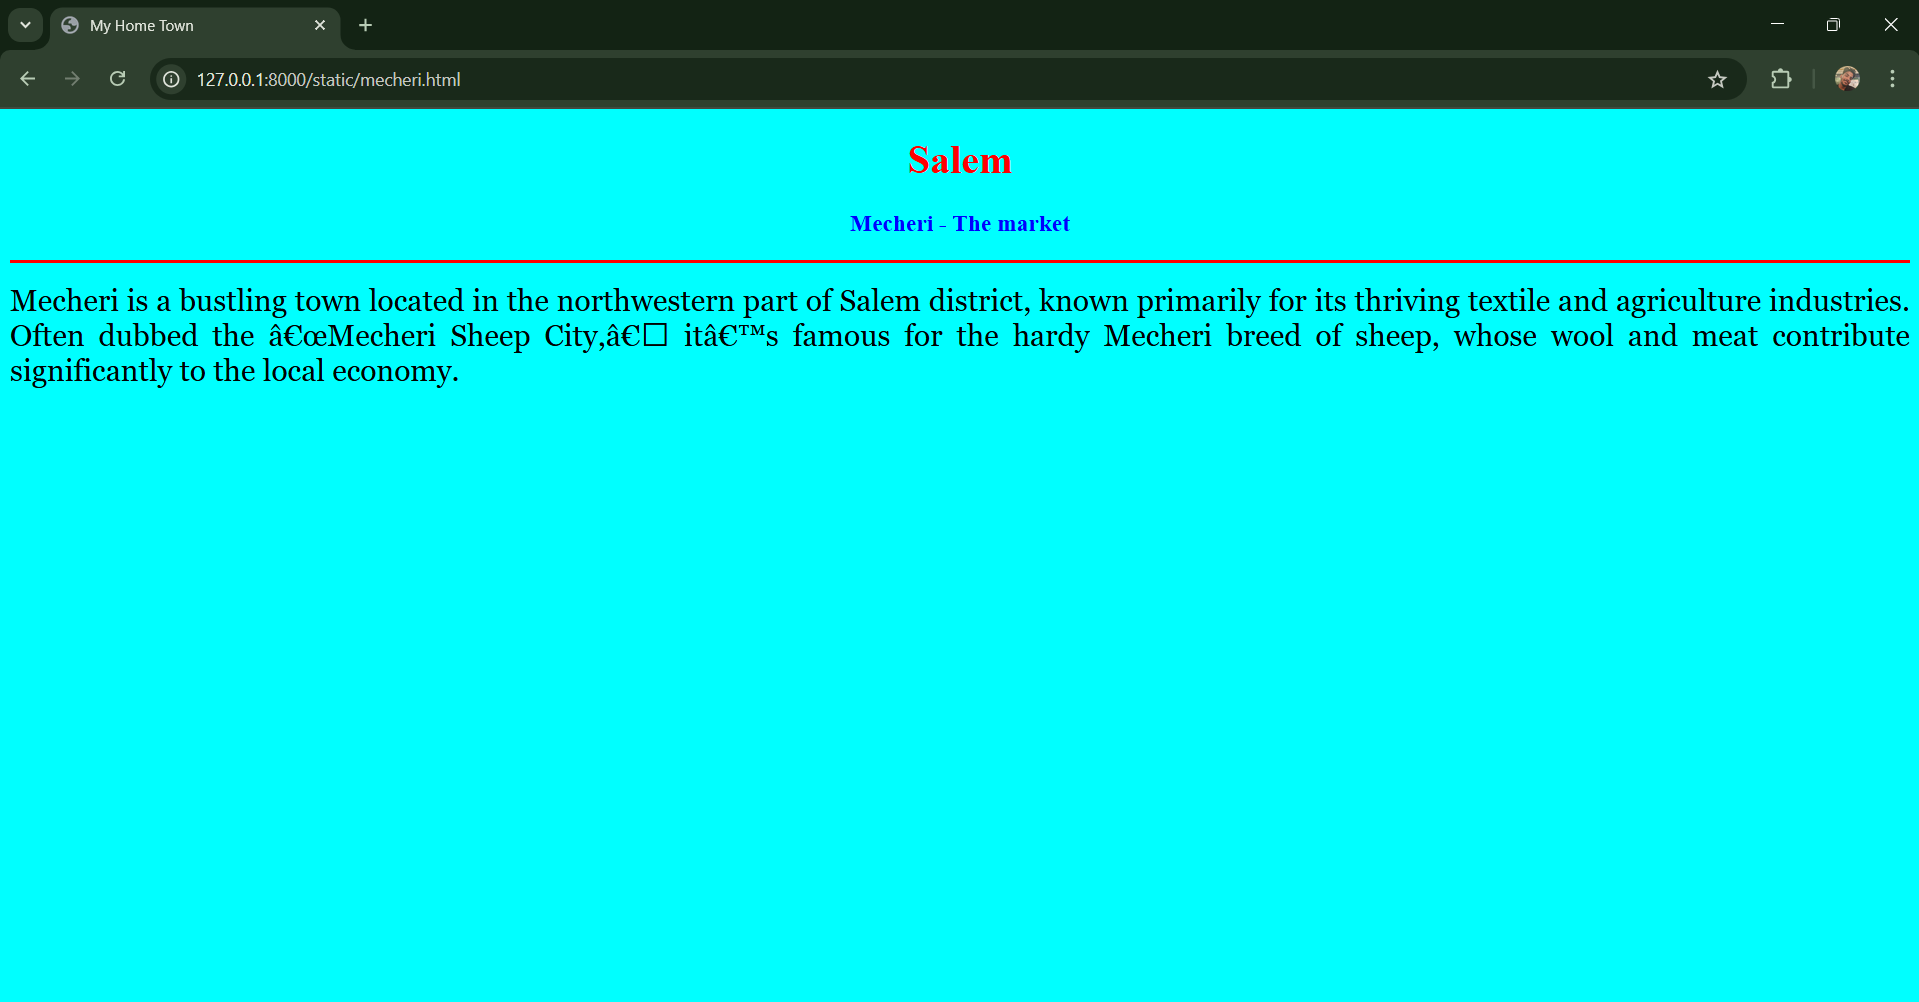 My Home Town
127.0.0.1:8000/static/mecheri.html
Salem
Mecheri - The market
Mecheri is a bustling town located in the northwestern part of Salem district, known primarily for its thriving textile and agriculture industries.
Often dubbed the â€œMecheri Sheep City,â€□ itâ€™s famous for the hardy Mecheri breed of sheep, whose wool and meat contribute
significantly to the local economy.